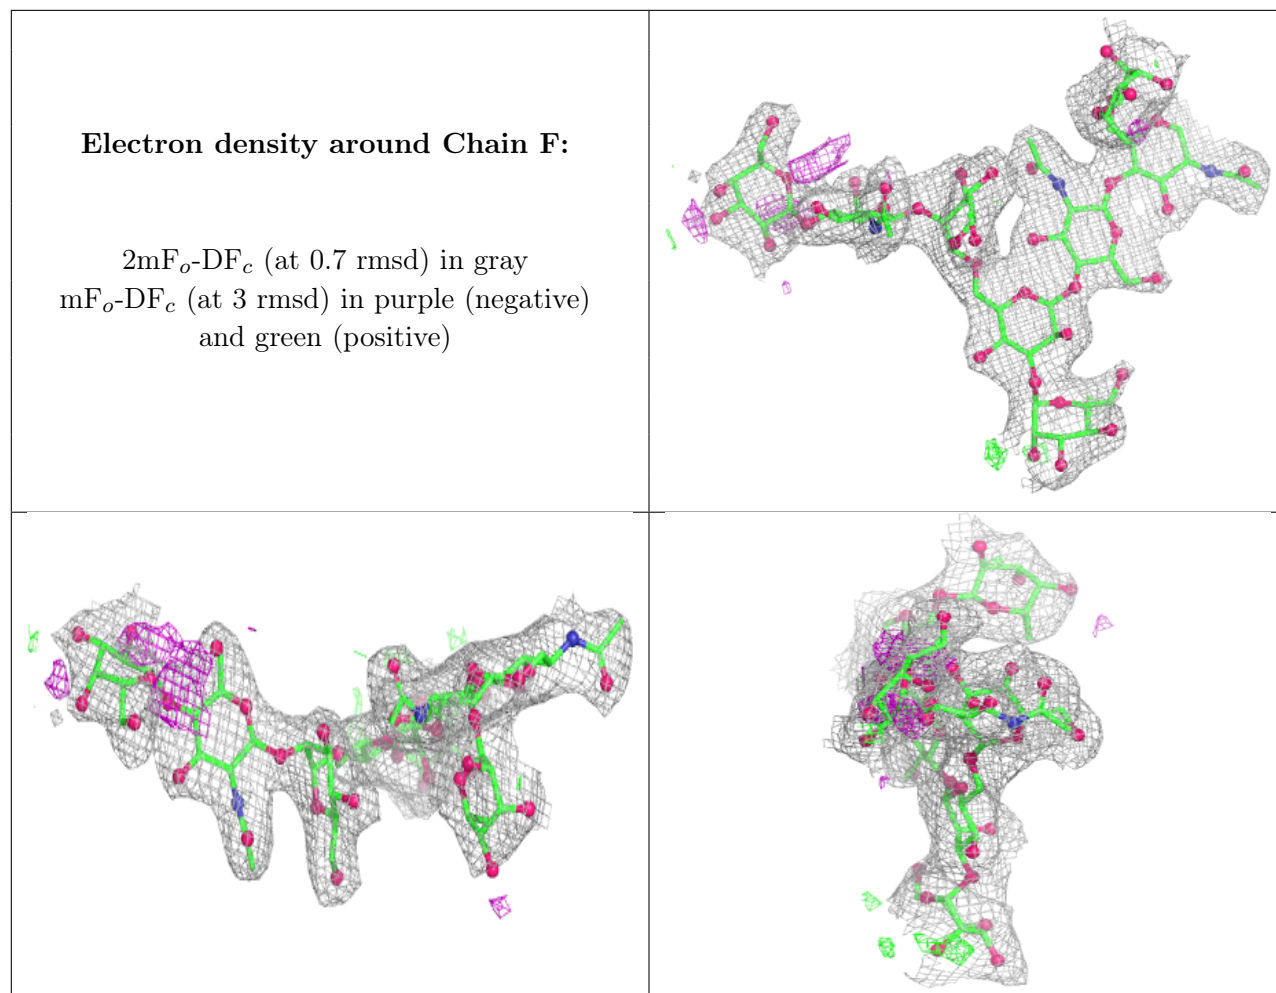 Electron density around Chain F:
2mFₒ-DF𝒸 (at 0.7 rmsd) in gray
mFₒ-DF𝒸 (at 3 rmsd) in purple (negative)
and green (positive)